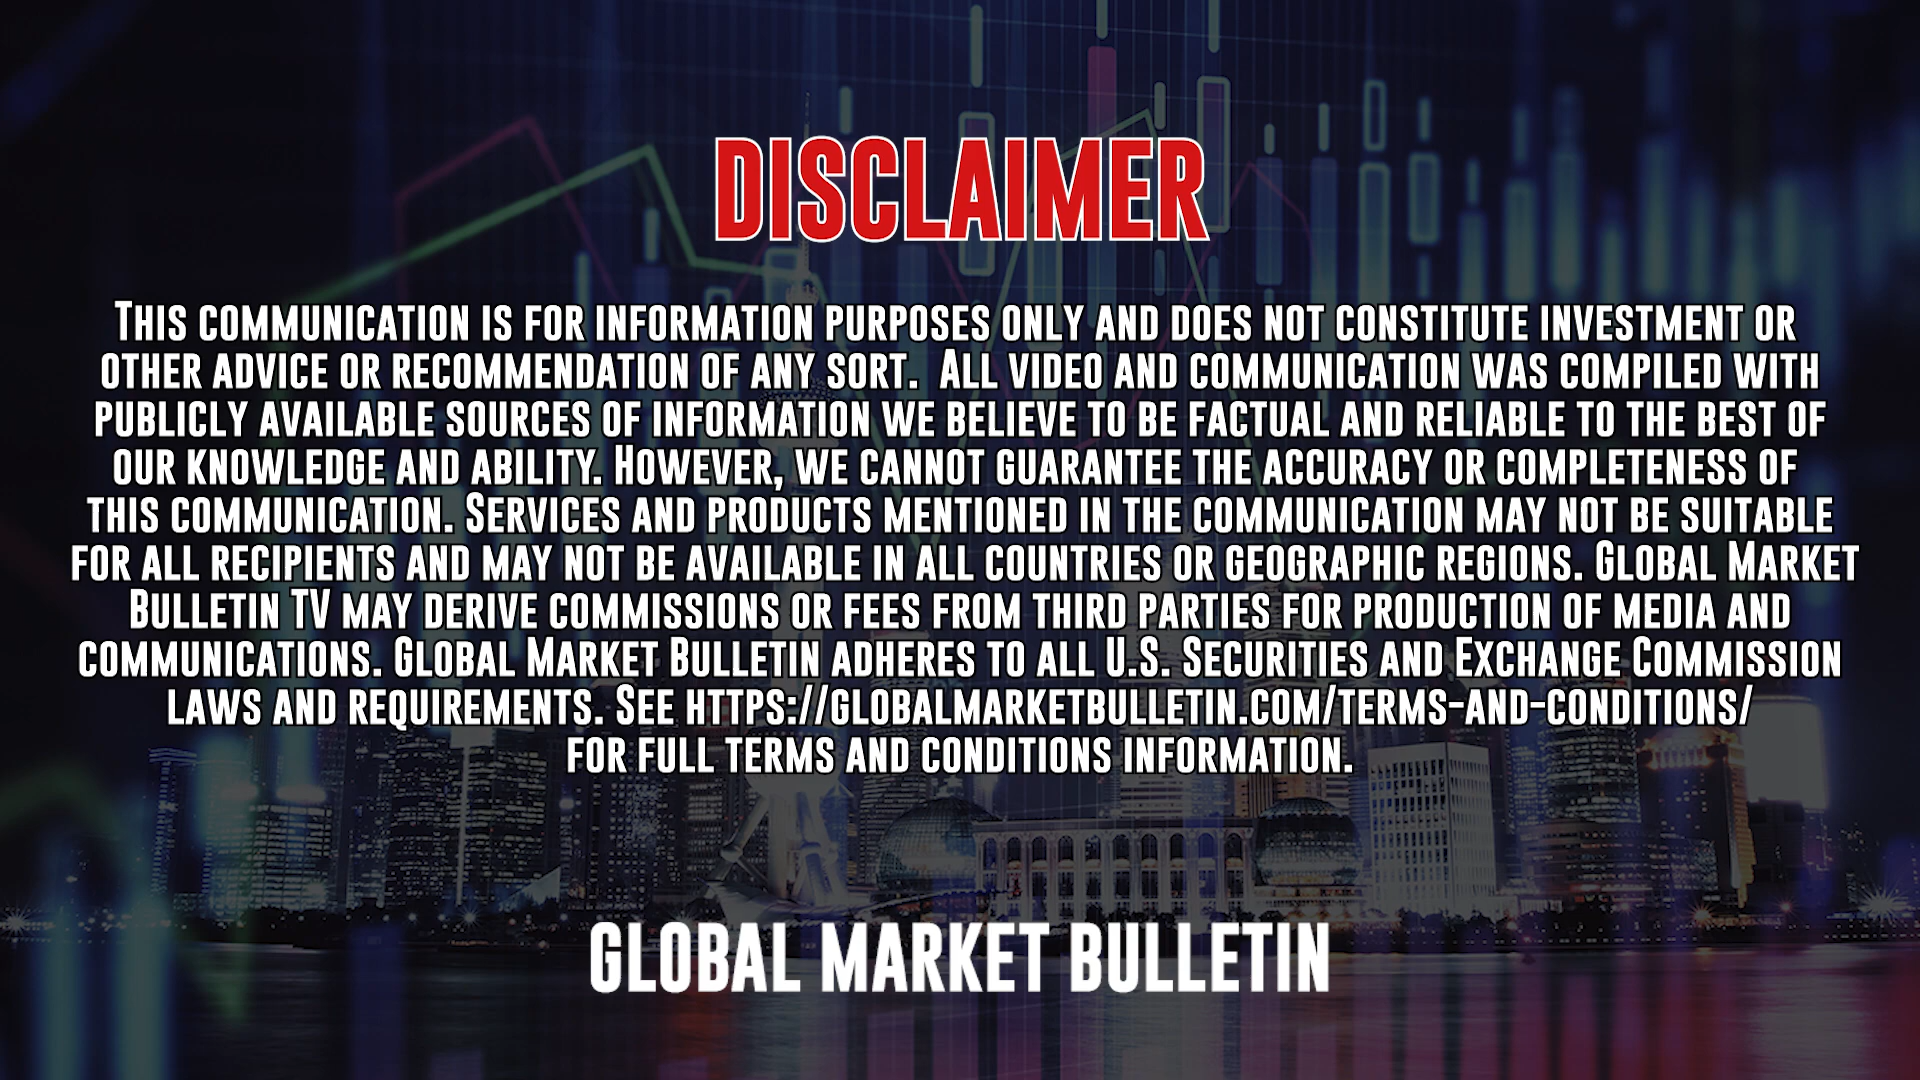 DISCLAIMER
This communication is for information purposes only and does not constitute investment or
other advice or recommendation of any sort.  All video and communication was compiled with
publicly available sources of information we believe to be factual and reliable to the best of
our knowledge and ability. However, we cannot guarantee the accuracy or completeness of
this communication. Services and products mentioned in the communication may not be suitable
for all recipients and may not be available in all countries or geographic regions. Global Market
Bulletin TV may derive commissions or fees from third parties for production of media and
communications. Global Market Bulletin adheres to all U.S. Securities and Exchange Commission
laws and requirements. See https://globalmarketbulletin.com/terms-and-conditions/
for full terms and conditions information.
GLOBAL MARKET BULLETIN